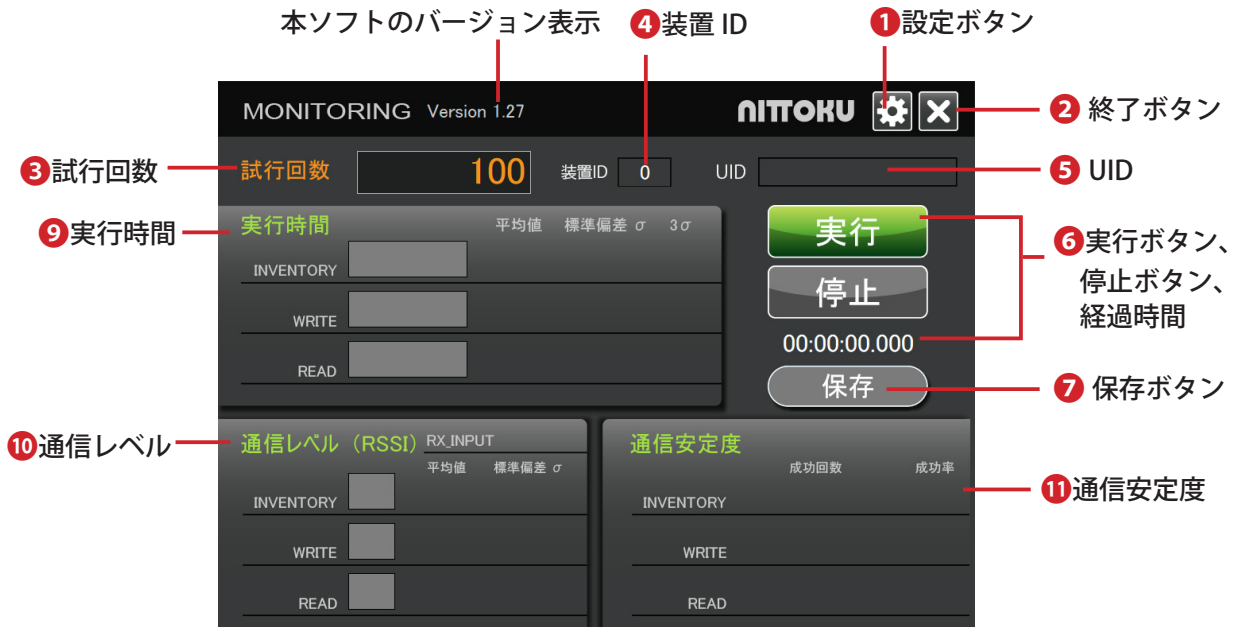 本ソフトのバージョン表示
❹装置 ID
❶設定ボタン
MONITORING Version 1.27
NITTOKU
❷ 終了ボタン
❸試行回数
試行回数 100 装置ID 0 UID
❺ UID
❾実行時間
実行時間 平均値 標準偏差 σ 3σ
INVENTORY
WRITE
READ
実行
停止
00:00:00.000
保存
❻実行ボタン、
停止ボタン、
経過時間
❼ 保存ボタン
❿通信レベル
通信レベル（RSSI） RX_INPUT
平均値 標準偏差 σ
INVENTORY
WRITE
READ
通信安定度
成功回数 成功率
INVENTORY
WRITE
READ
⓫通信安定度